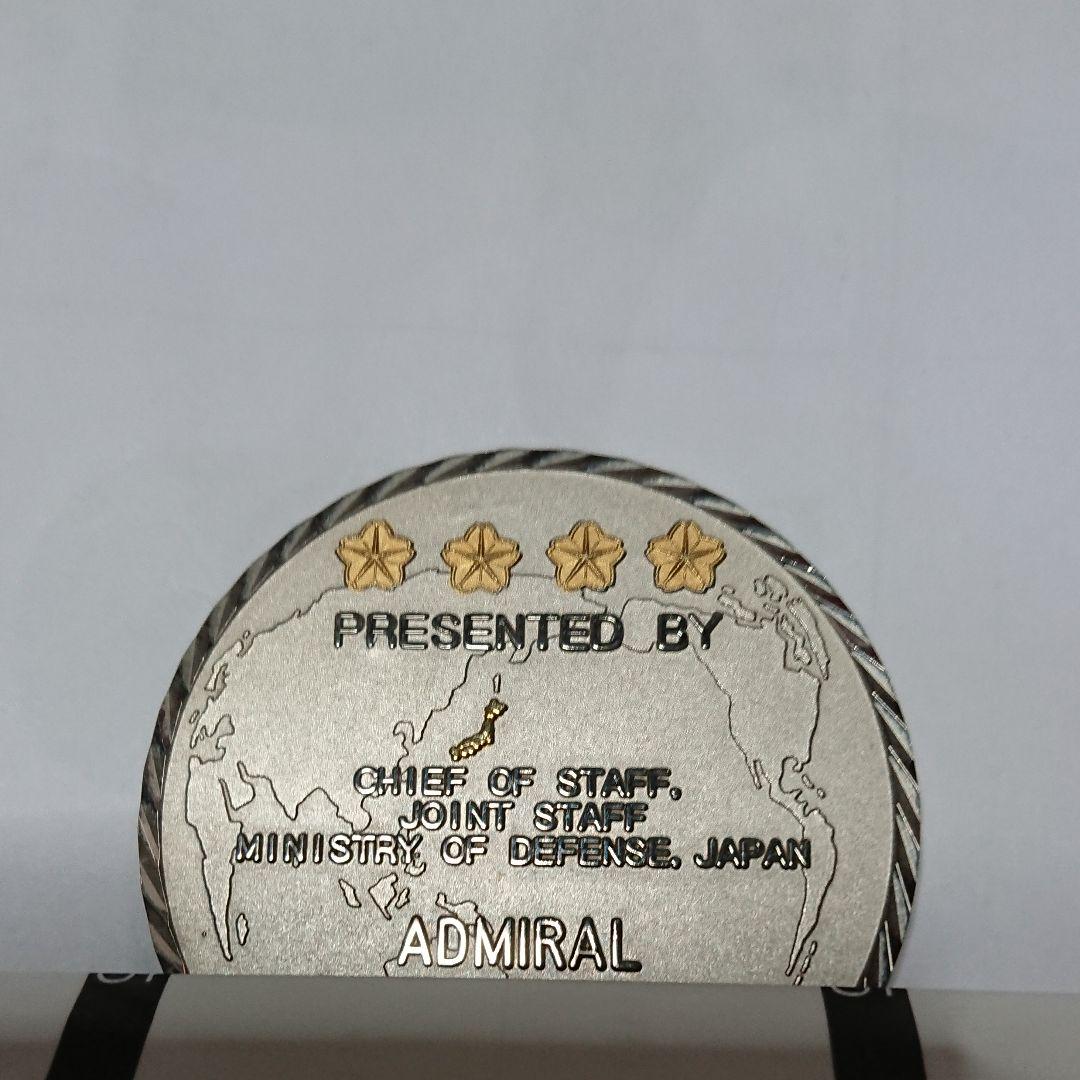 PRESENTED BY
CHIEF OF STAFF,
JOINT STAFF
MINISTRY OF DEFENSE, JAPAN
ADMIRAL